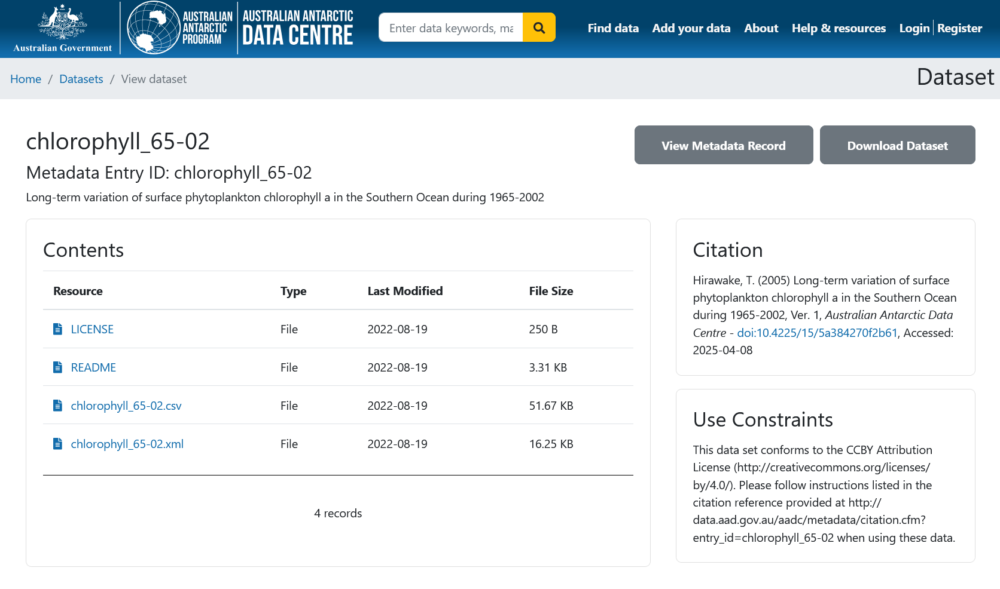 Australian Government
AUSTRALIAN
ANTARCTIC
PROGRAM
AUSTRALIAN ANTARCTIC
DATA CENTRE
Enter data keywords, ma
Find data Add your data About Help & resources Login Register
Home / Datasets / View dataset
Dataset
chlorophyll_65-02
View Metadata Record
Download Dataset
Metadata Entry ID: chlorophyll_65-02
Long-term variation of surface phytoplankton chlorophyll a in the Southern Ocean during 1965-2002
Contents
Resource Type Last Modified File Size
LICENSE File 2022-08-19 250 B
README File 2022-08-19 3.31 KB
chlorophyll_65-02.csv File 2022-08-19 51.67 KB
chlorophyll_65-02.xml File 2022-08-19 16.25 KB
4 records
Citation
Hirawake, T. (2005) Long-term variation of surface
phytoplankton chlorophyll a in the Southern Ocean
during 1965-2002, Ver. 1, Australian Antarctic Data
Centre - doi:10.4225/15/5a384270f2b61, Accessed:
2025-04-08
Use Constraints
This data set conforms to the CCBY Attribution
License (http://creativecommons.org/licenses/
by/4.0/). Please follow instructions listed in the
citation reference provided at http://
data.aad.gov.au/aadc/metadata/citation.cfm?
entry_id=chlorophyll_65-02 when using these data.